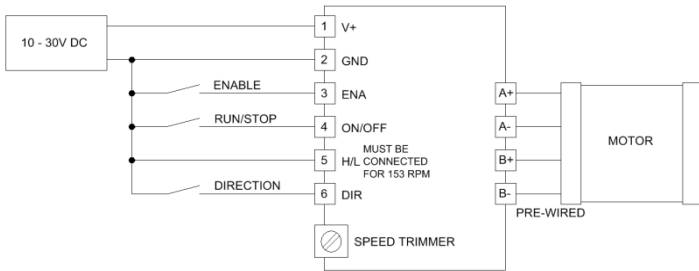 10 - 30V DC
1 V+
2 GND
ENABLE
3 ENA
RUN/STOP
4 ON/OFF
MUST BE
5 H/L CONNECTED
FOR 153 RPM
DIRECTION
6 DIR
SPEED TRIMMER
A+
A-
B+
B-
MOTOR
PRE-WIRED